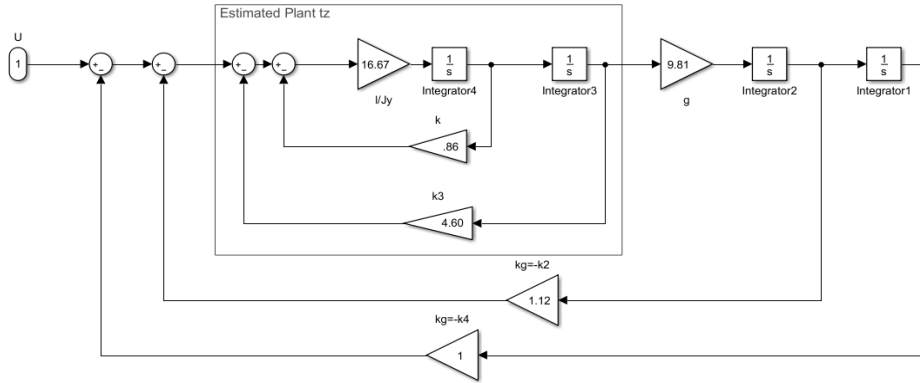 Estimated Plant tz
U
1
16.67
1
s
1
s
9.81
1
s
1
s
Integrator4
Integrator3
Integrator2
Integrator1
l/Jy
g
k
.86
k3
4.60
kg=-k2
1.12
kg=-k4
1